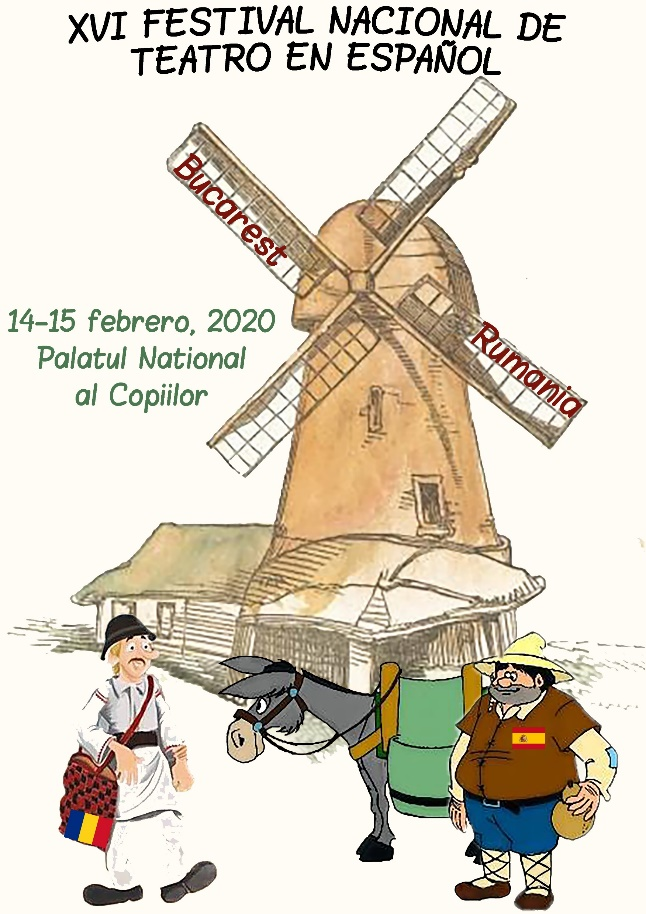 XVI FESTIVAL NACIONAL DE
TEATRO EN ESPAÑOL
Bucarest
14-15 febrero, 2020
Palatul National
al Copiilor
Rumania